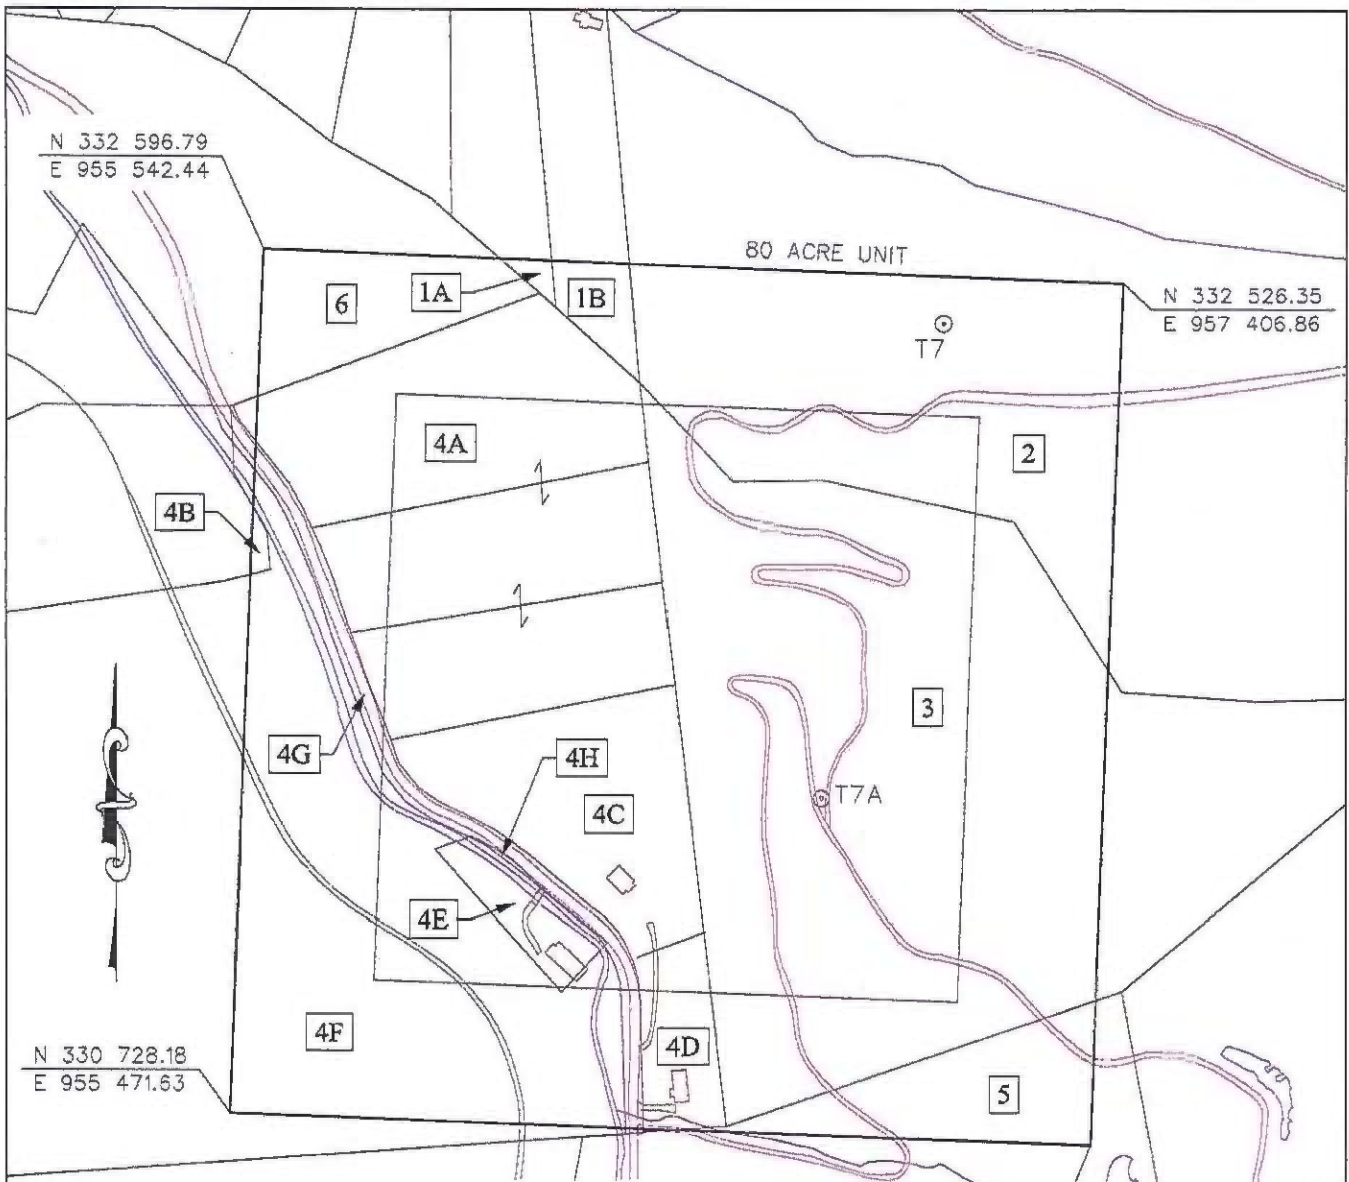 N 332 596.79
E 955 542.44
80 ACRE UNIT
6
1A
1B
N 332 526.35
E 957 406.86
T7
4A
2
4B
3
4G
4H
T7A
4C
4E
4F
4D
N 330 728.18
E 955 471.63
5